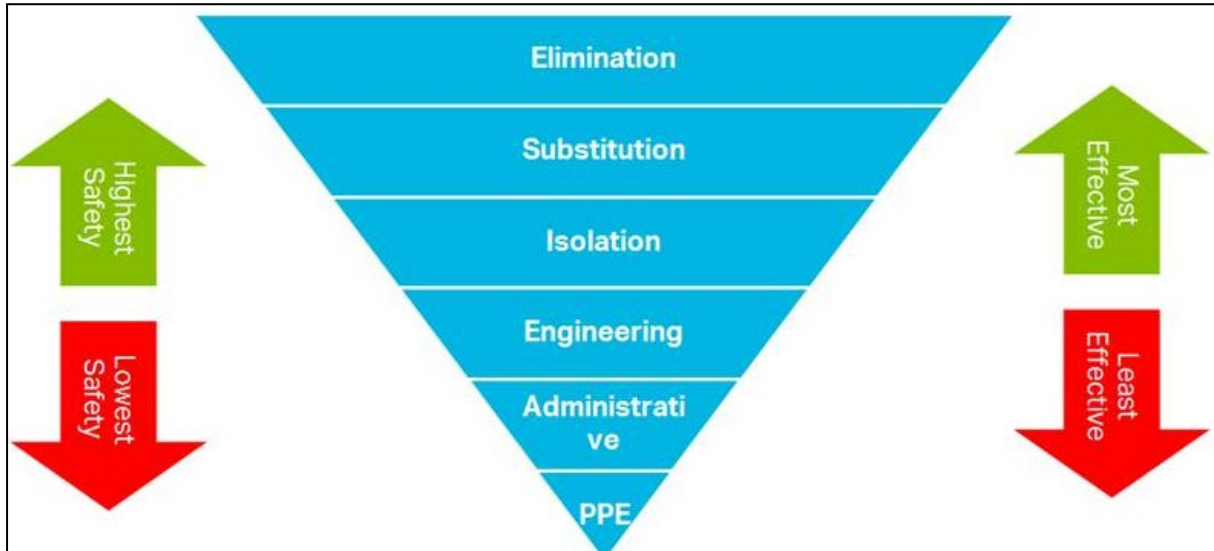 Elimination
Substitution
Isolation
Engineering
Administrati
ve
PPE
Highest
Safety
Lowest
Safety
Most
Effective
Least
Effective